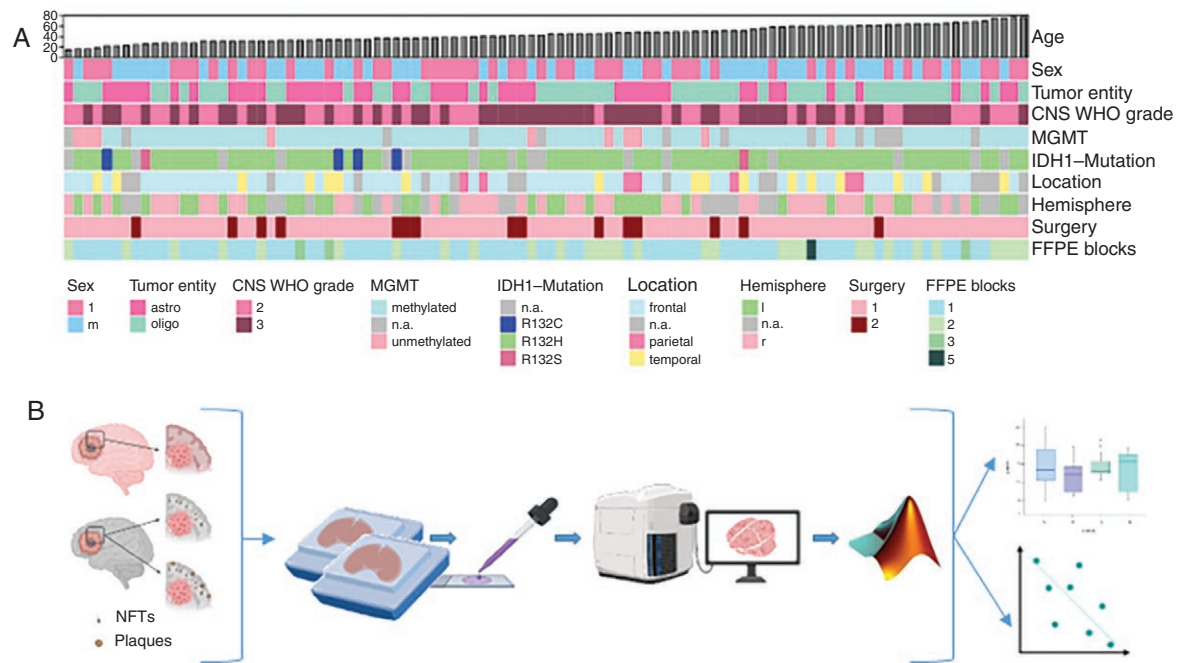 A
80
60
40
20
0
Age
Sex
Tumor entity
CNS WHO grade
MGMT
IDH1–Mutation
Location
Hemisphere
Surgery
FFPE blocks
Sex
1
m
Tumor entity
astro
oligo
CNS WHO grade
2
3
MGMT
methylated
n.a.
unmethylated
IDH1–Mutation
n.a.
R132C
R132H
R132S
Location
frontal
n.a.
parietal
temporal
Hemisphere
l
n.a.
r
Surgery
1
2
FFPE blocks
1
2
3
5
B
NFTs
Plaques